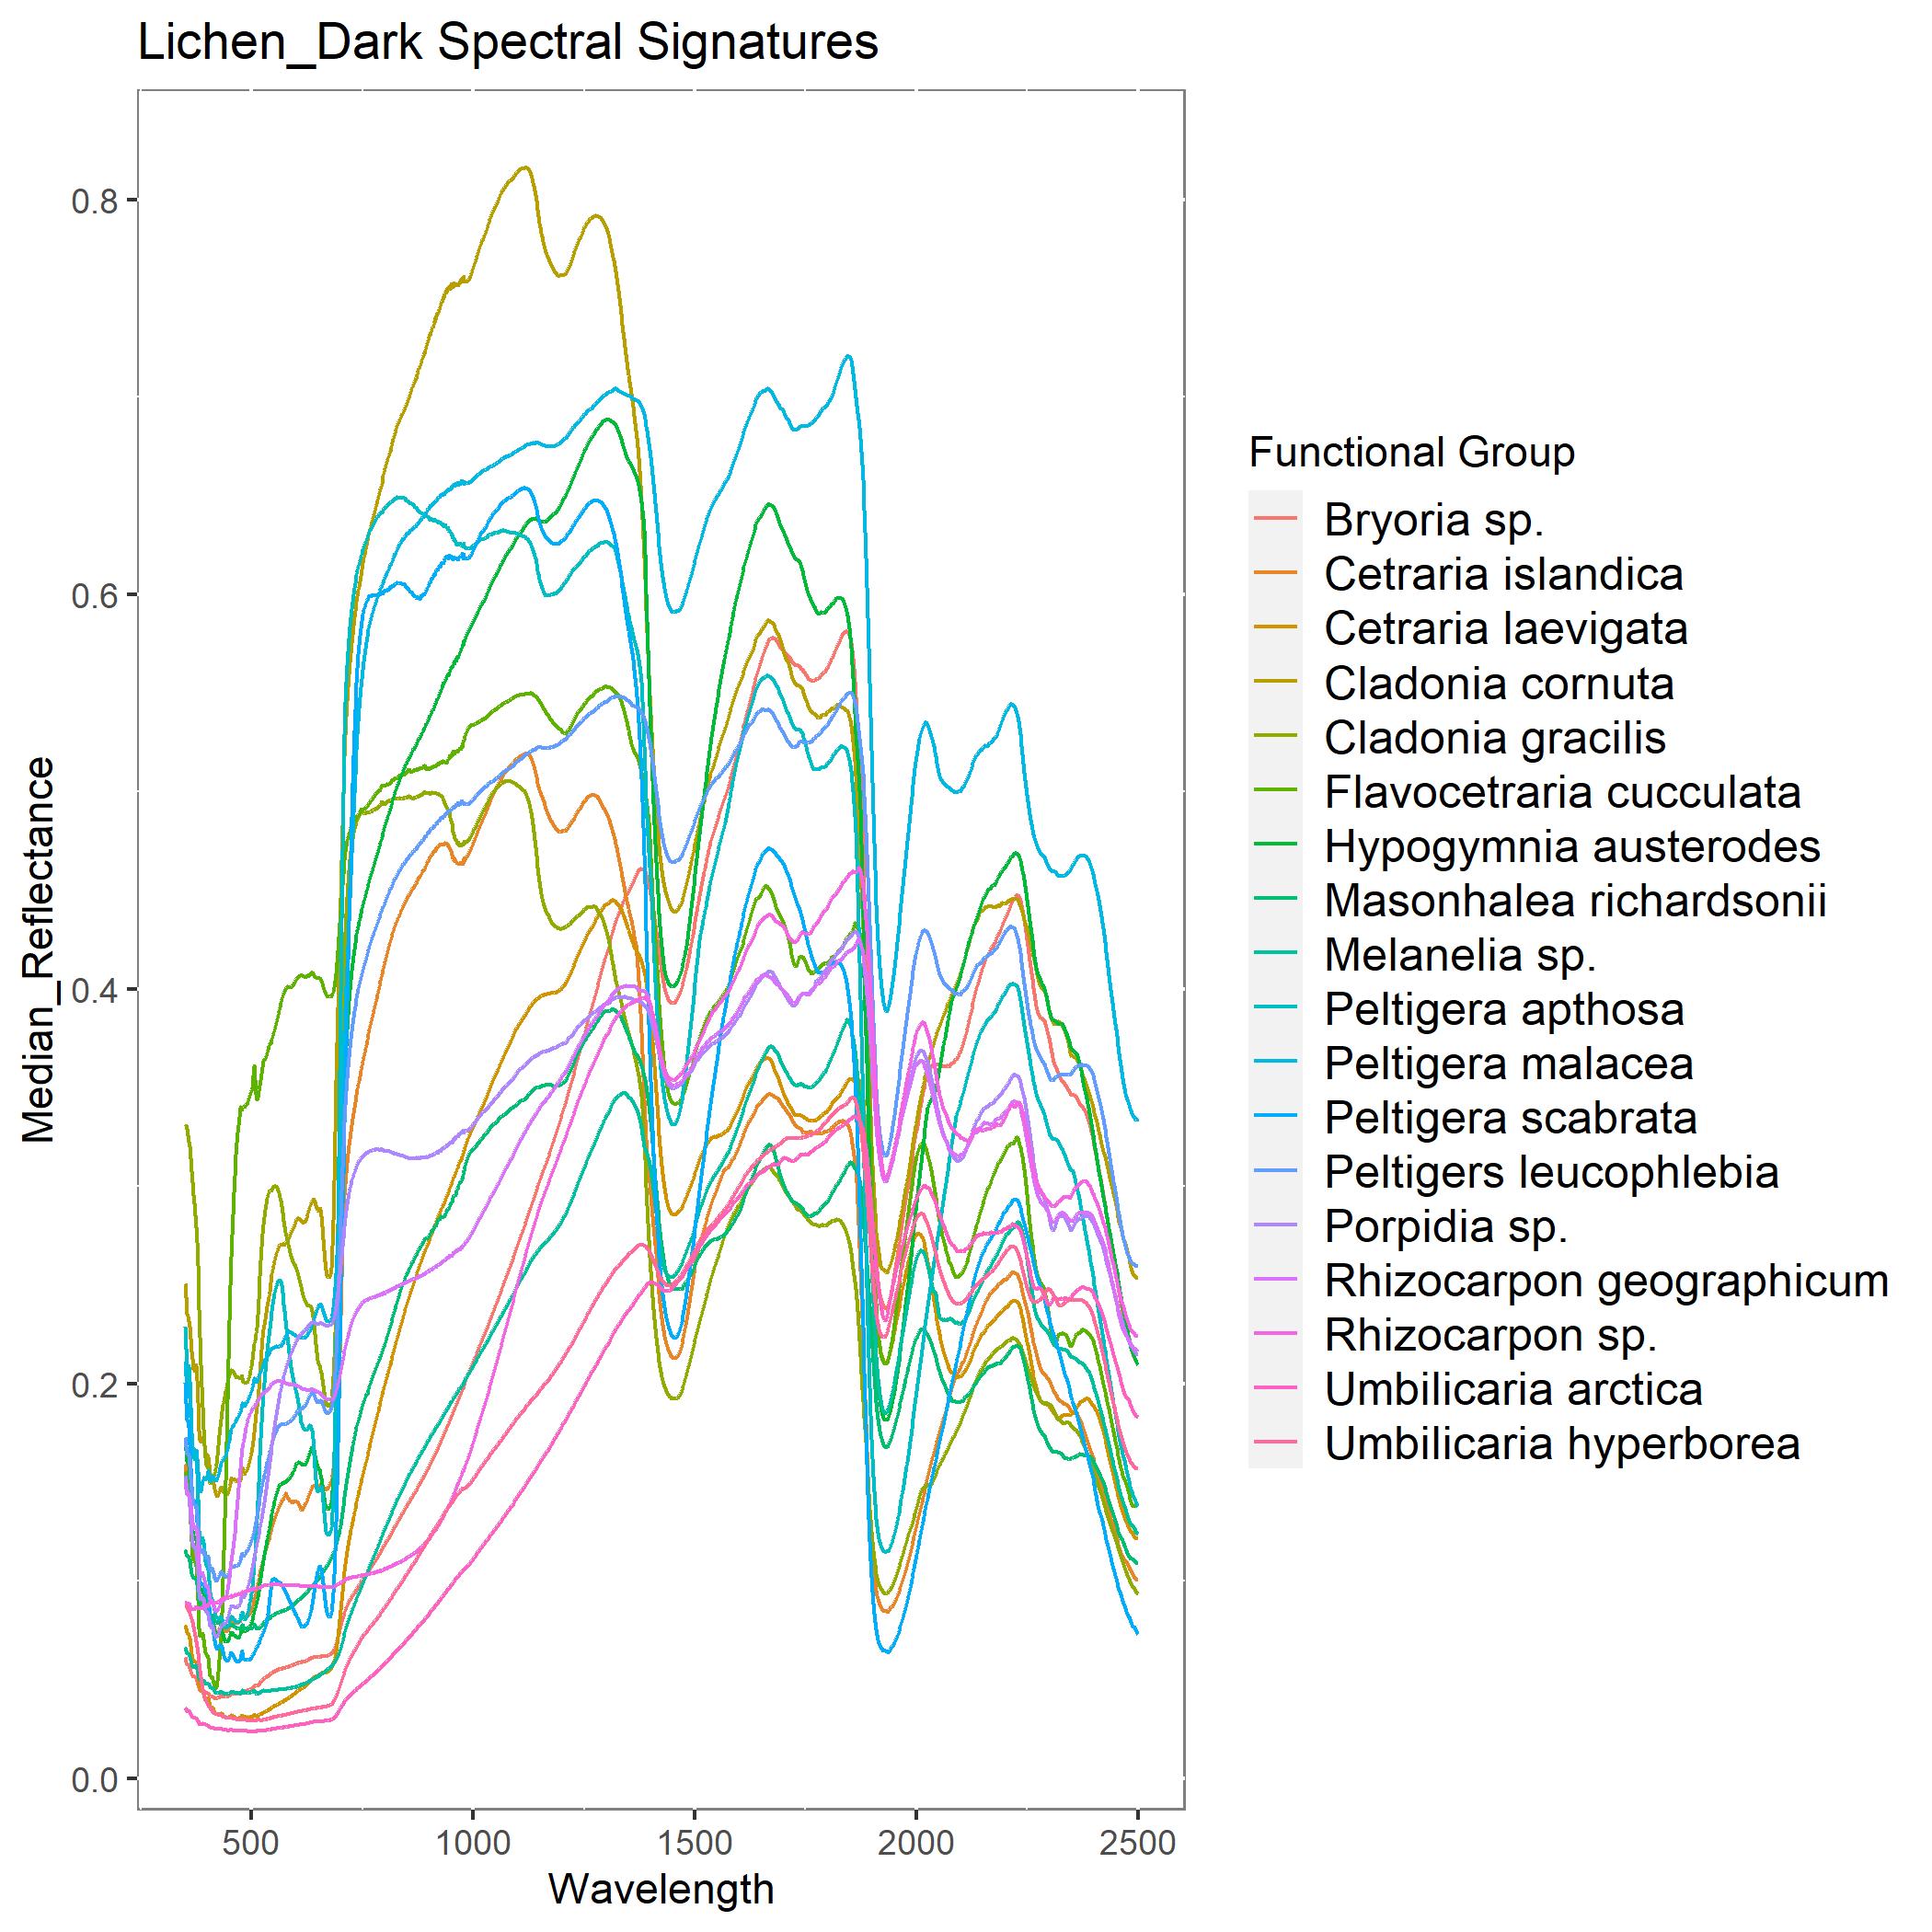 Lichen_Dark Spectral Signatures
Median_Reflectance
0.8
0.6
0.4
0.2
0.0
500 1000 1500 2000 2500
Wavelength
Functional Group
Bryoria sp.
Cetraria islandica
Cetraria laevigata
Cladonia cornuta
Cladonia gracilis
Flavocetraria cucculata
Hypogymnia austerodes
Masonhalea richardsonii
Melanelia sp.
Peltigera apthosa
Peltigera malacea
Peltigera scabrata
Peltigers leucophlebia
Porpidia sp.
Rhizocarpon geographicum
Rhizocarpon sp.
Umbilicaria arctica
Umbilicaria hyperborea